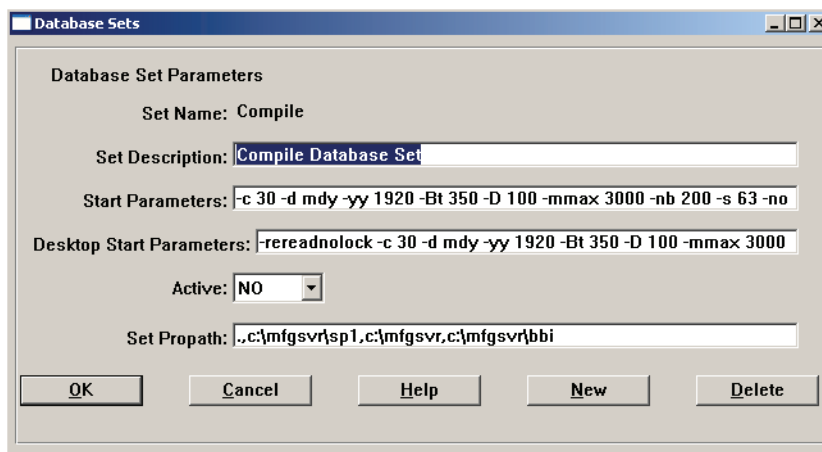 Database Sets
Database Set Parameters
Set Name: Compile
Set Description: Compile Database Set
Start Parameters: -c 30 -d mdy -yy 1920 -Bt 350 -D 100 -mmax 3000 -nb 200 -s 63 -no
Desktop Start Parameters: -rereadnolock -c 30 -d mdy -yy 1920 -Bt 350 -D 100 -mmax 3000
Active: NO
Set Propath: .,c:\mfgsvr\sp1,c:\mfgsvr,c:\mfgsvr\bbi
OK Cancel Help New Delete